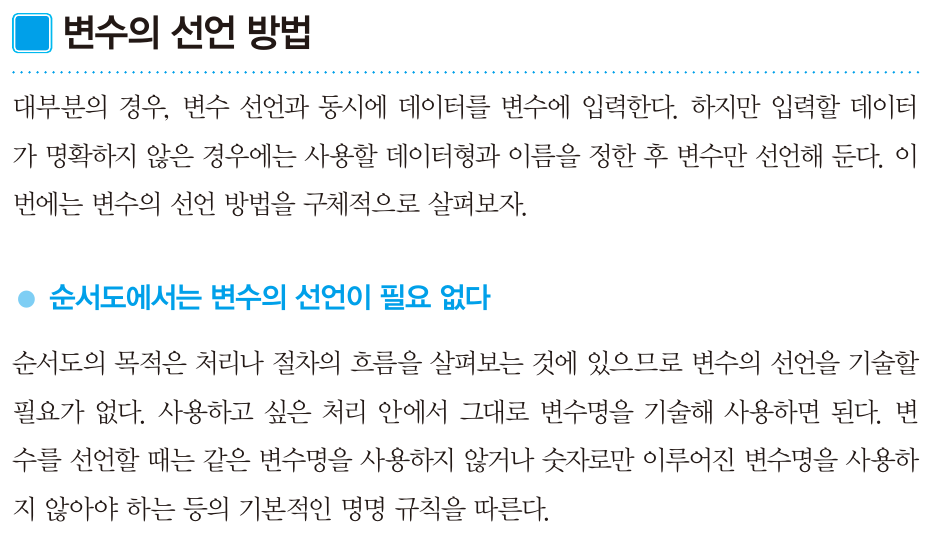 변수의 선언 방법
대부분의 경우, 변수 선언과 동시에 데이터를 변수에 입력한다. 하지만 입력할 데이터
가 명확하지 않은 경우에는 사용할 데이터형과 이름을 정한 후 변수만 선언해 둔다. 이
번에는 변수의 선언 방법을 구체적으로 살펴보자.
● 순서도에서는 변수의 선언이 필요 없다
순서도의 목적은 처리나 절차의 흐름을 살펴보는 것에 있으므로 변수의 선언을 기술할
필요가 없다. 사용하고 싶은 처리 안에서 그대로 변수명을 기술해 사용하면 된다. 변
수를 선언할 때는 같은 변수명을 사용하지 않거나 숫자로만 이루어진 변수명을 사용하
지 않아야 하는 등의 기본적인 명명 규칙을 따른다.